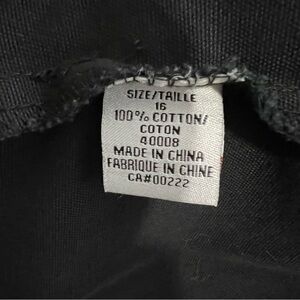 SIZE/TAILLE
16
100% COTTON/
COTON
40008
MADE IN CHINA
FABRIQUE IN CHINE
CA#00222